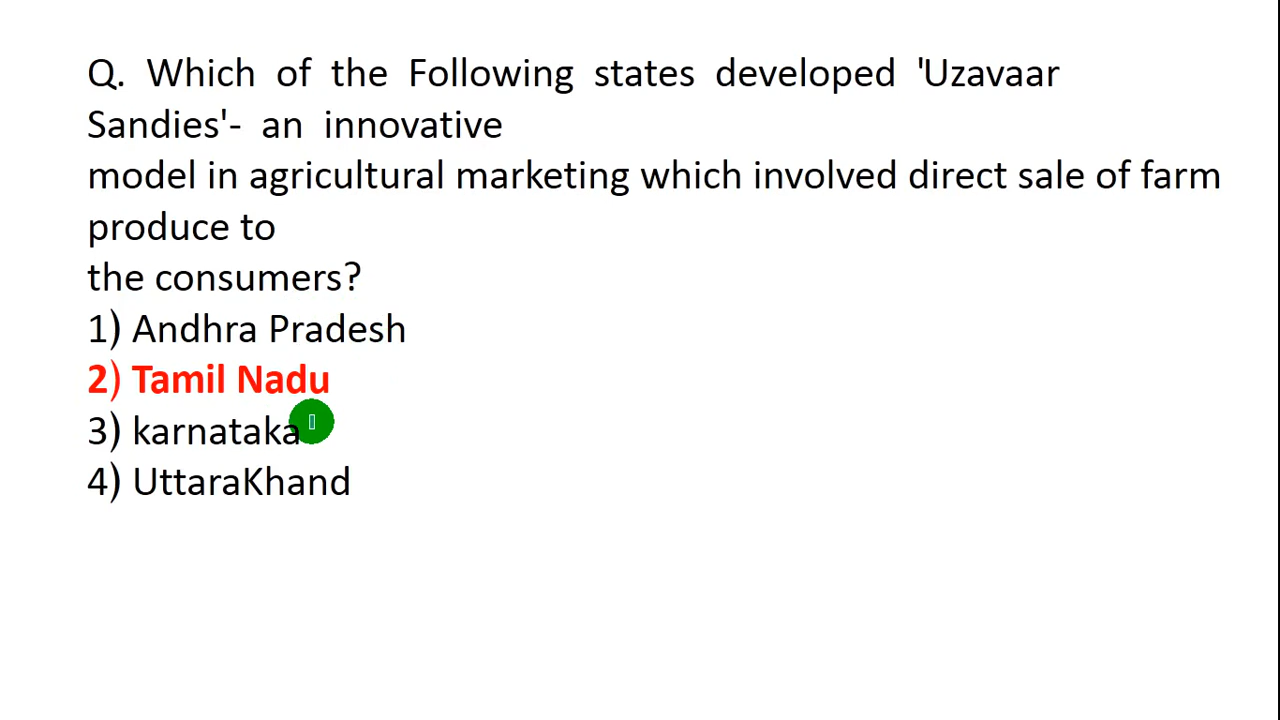 Q. Which of the Following states developed 'Uzavaar
Sandies'- an innovative
model in agricultural marketing which involved direct sale of farm
produce to
the consumers?
1) Andhra Pradesh
2) Tamil Nadu
3) karnataka
4) UttaraKhand